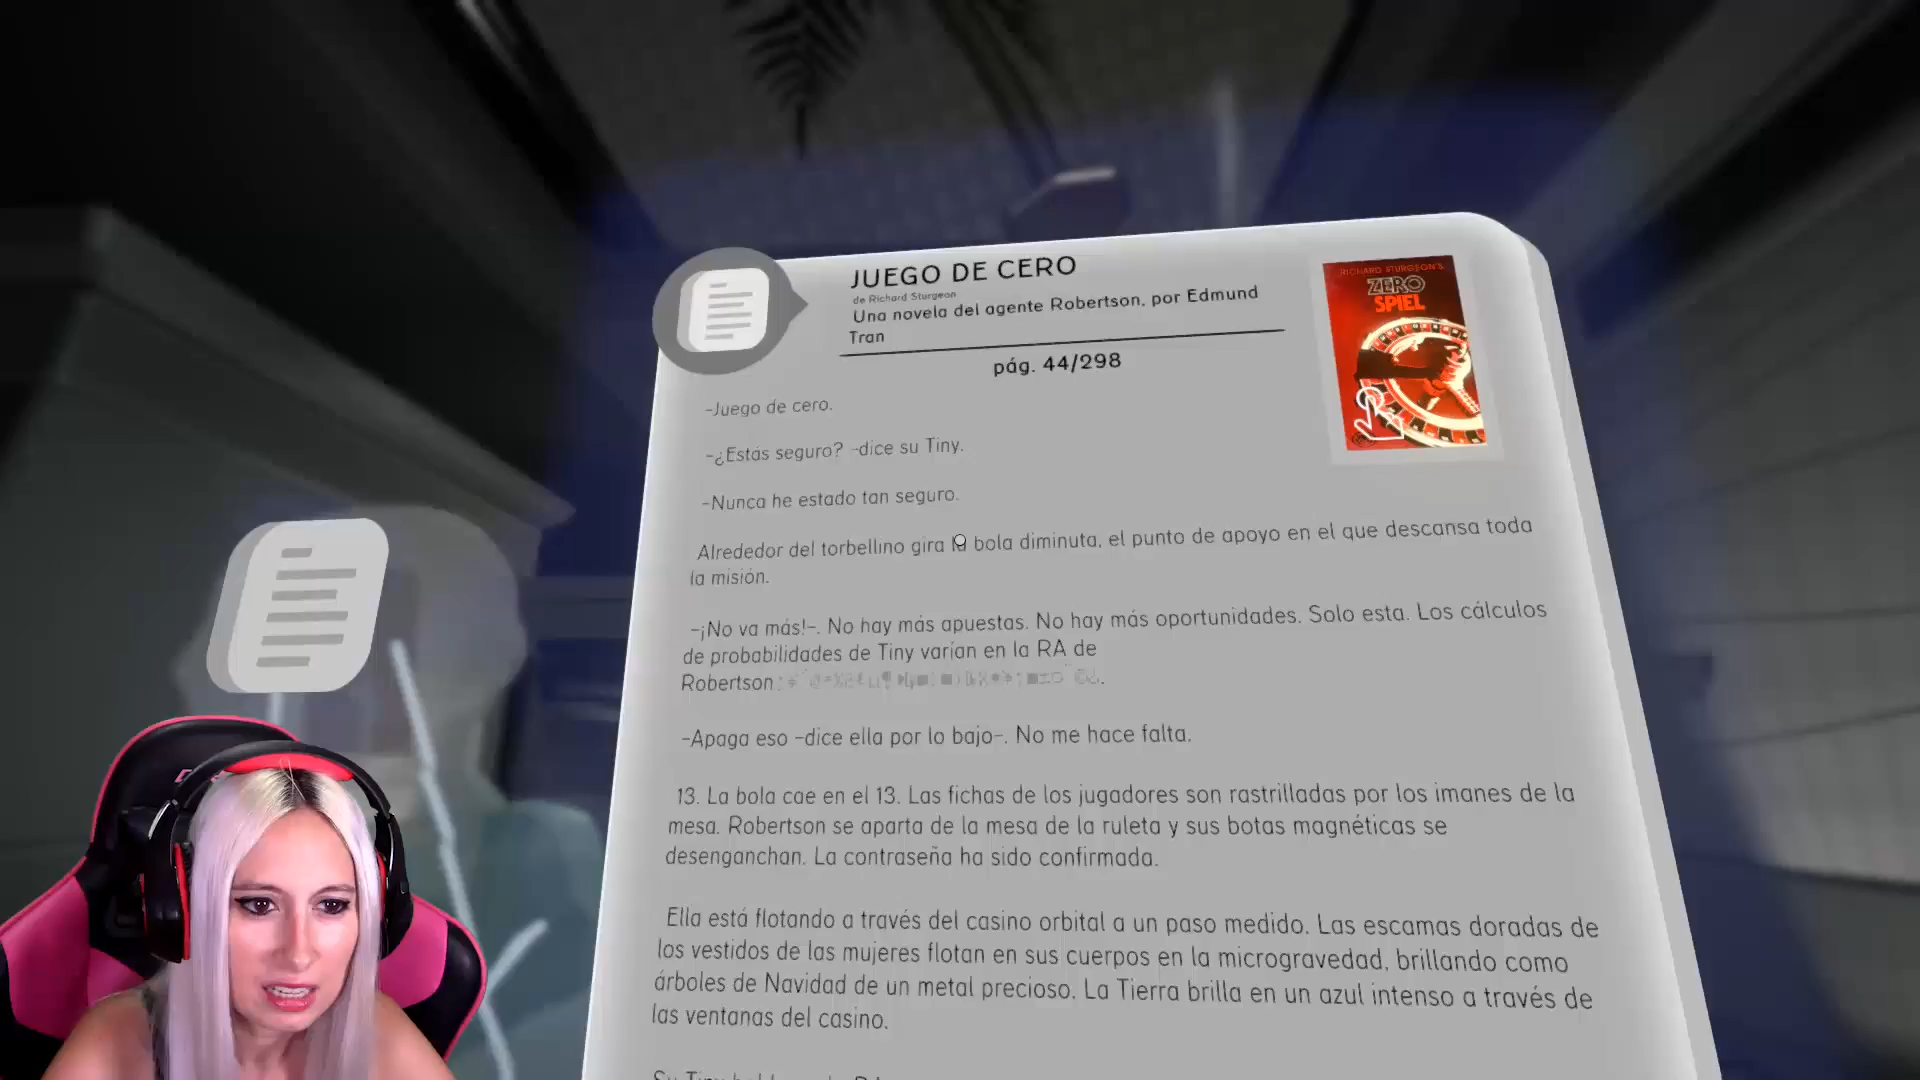 JUEGO DE CERO
de Richard Sturgeon
Una novela del agente Robertson, por Edmund
Tran
pág. 44/298
RICHARD STURGEON'S
ZERO
SPIEL
-Juego de cero.
-¿Estás seguro? -dice su Tiny.
-Nunca he estado tan seguro.
Alrededor del torbellino gira la bola diminuta, el punto de apoyo en el que descansa toda
la misión.
-¡No va más!-. No hay más apuestas. No hay más oportunidades. Solo esta. Los cálculos
de probabilidades de Tiny varían en la RA de
Robertson
-Apaga eso -dice ella por lo bajo-. No me hace falta.
13. La bola cae en el 13. Las fichas de los jugadores son rastrilladas por los imanes de la
mesa. Robertson se aparta de la mesa de la ruleta y sus botas magnéticas se
desenganchan. La contraseña ha sido confirmada.
Ella está flotando a través del casino orbital a un paso medido. Las escamas doradas de
los vestidos de las mujeres flotan en sus cuerpos en la microgravedad, brillando como
árboles de Navidad de un metal precioso. La Tierra brilla en un azul intenso a través de
las ventanas del casino.